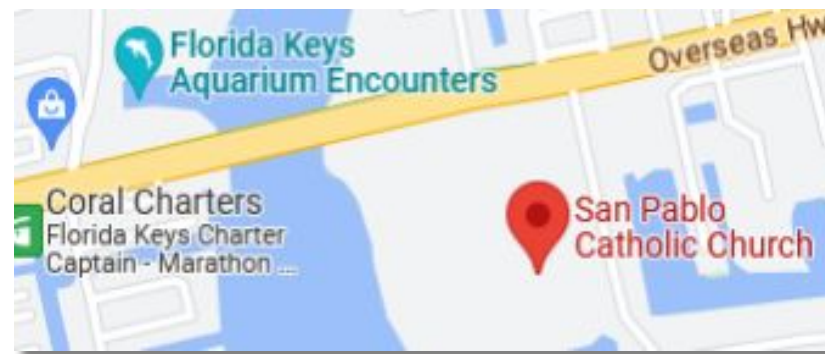 Florida Keys
Aquarium Encounters
Overseas Hw
Coral Charters
Florida Keys Charter
Captain - Marathon ...
San Pablo
Catholic Church